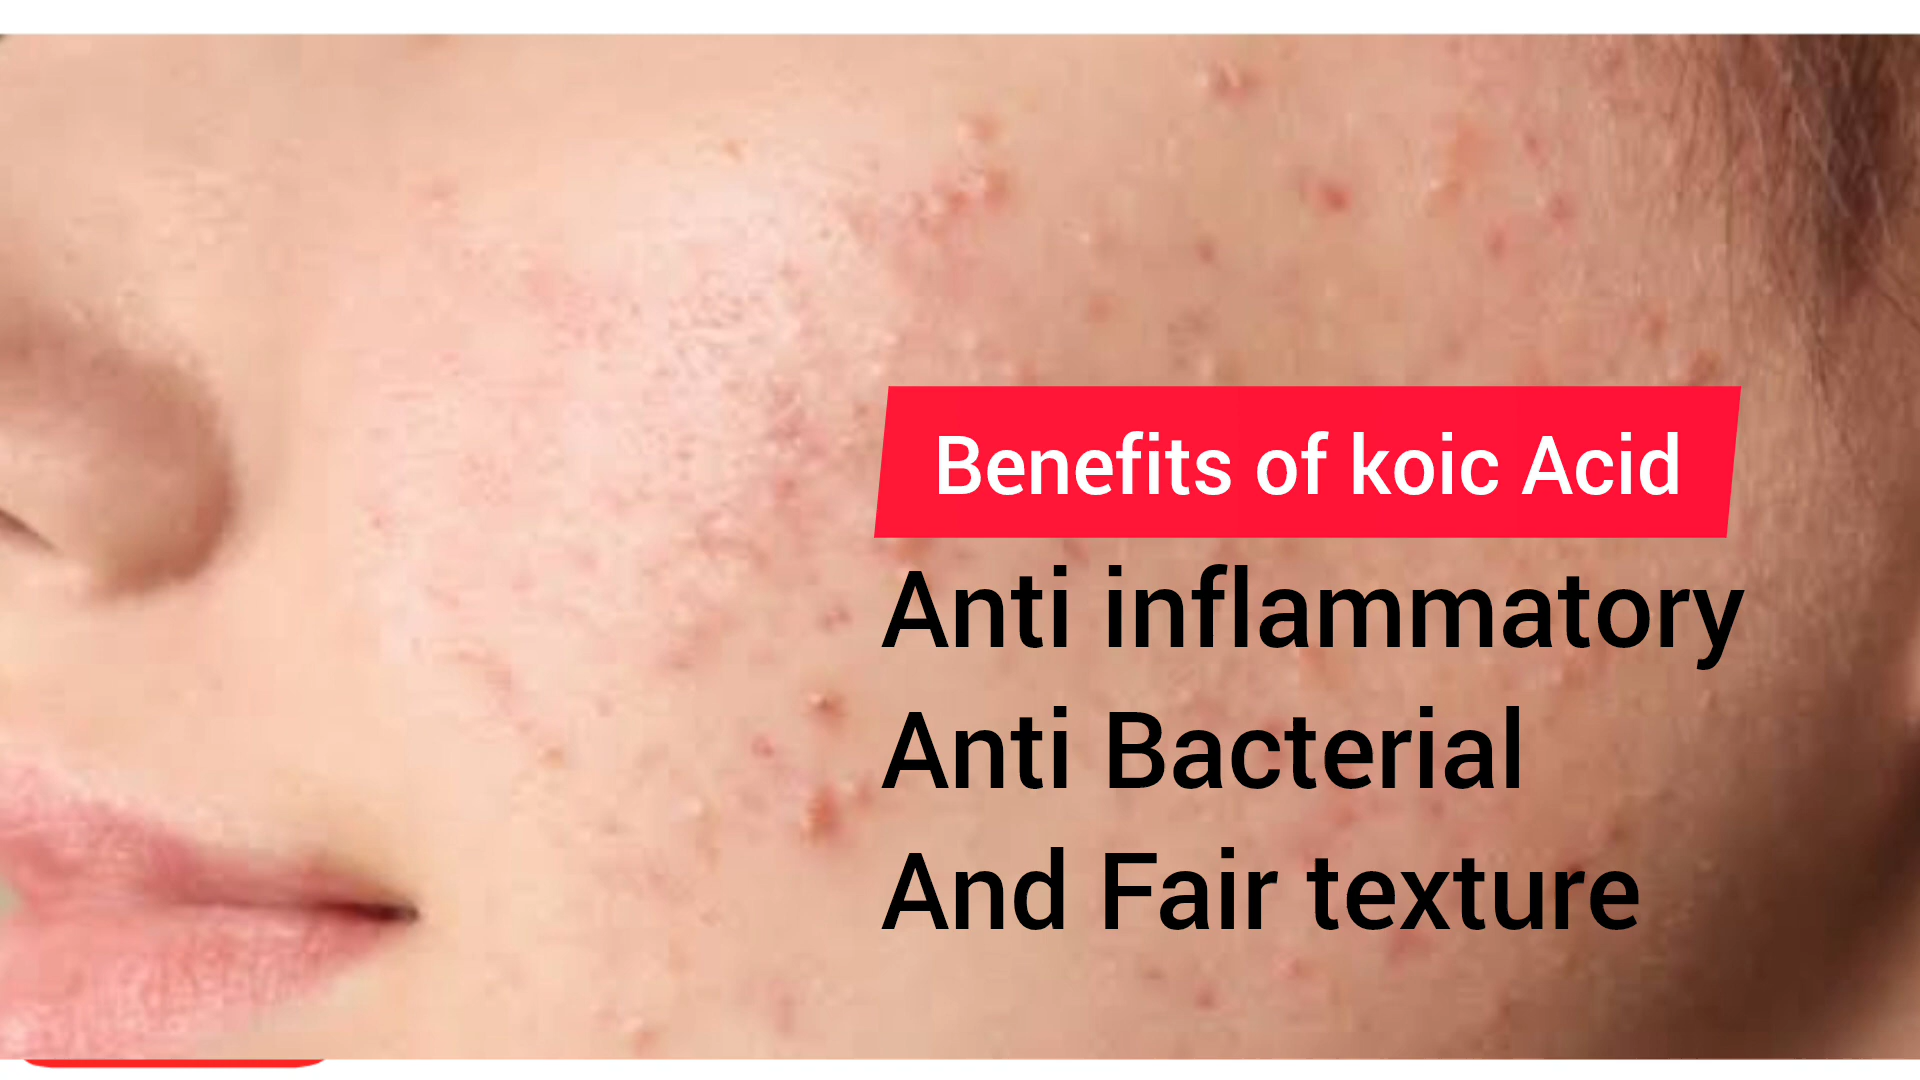 Benefits of koic Acid
Anti inflammatory
Anti Bacterial
And Fair texture